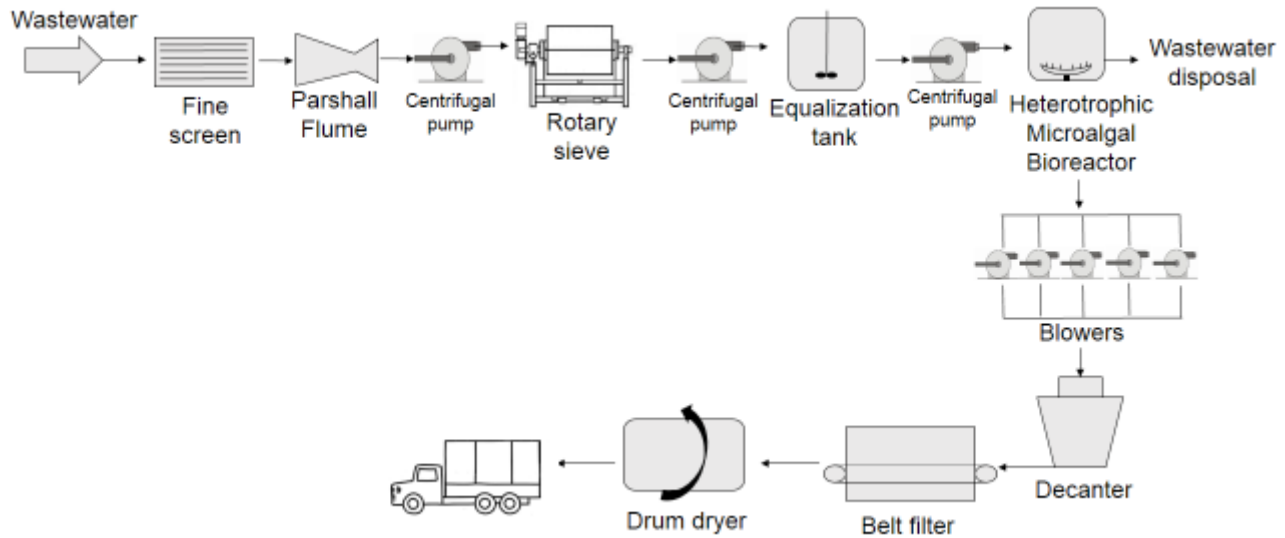 Wastewater
Fine
screen
Parshall
Flume
Centrifugal
pump
Rotary
sieve
Centrifugal
pump
Equalization
tank
Centrifugal
pump
Heterotrophic
Microalgal
Bioreactor
Wastewater
disposal
Blowers
Decanter
Belt filter
Drum dryer